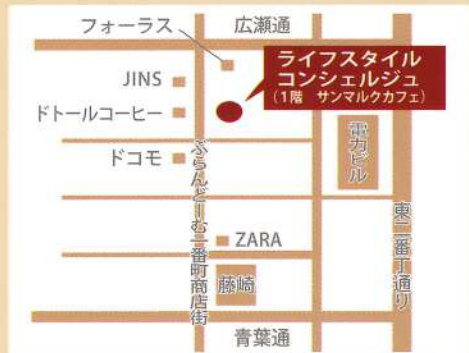 フォーラス
広瀬通
ライフスタイル
コンシェルジュ
(1階 サンマルクカフェ)
JINS
ドトールコーヒー
電力ビル
ドコモ
ぶらんどーむ一番町商店街
東二番丁通り
ZARA
藤崎
青葉通